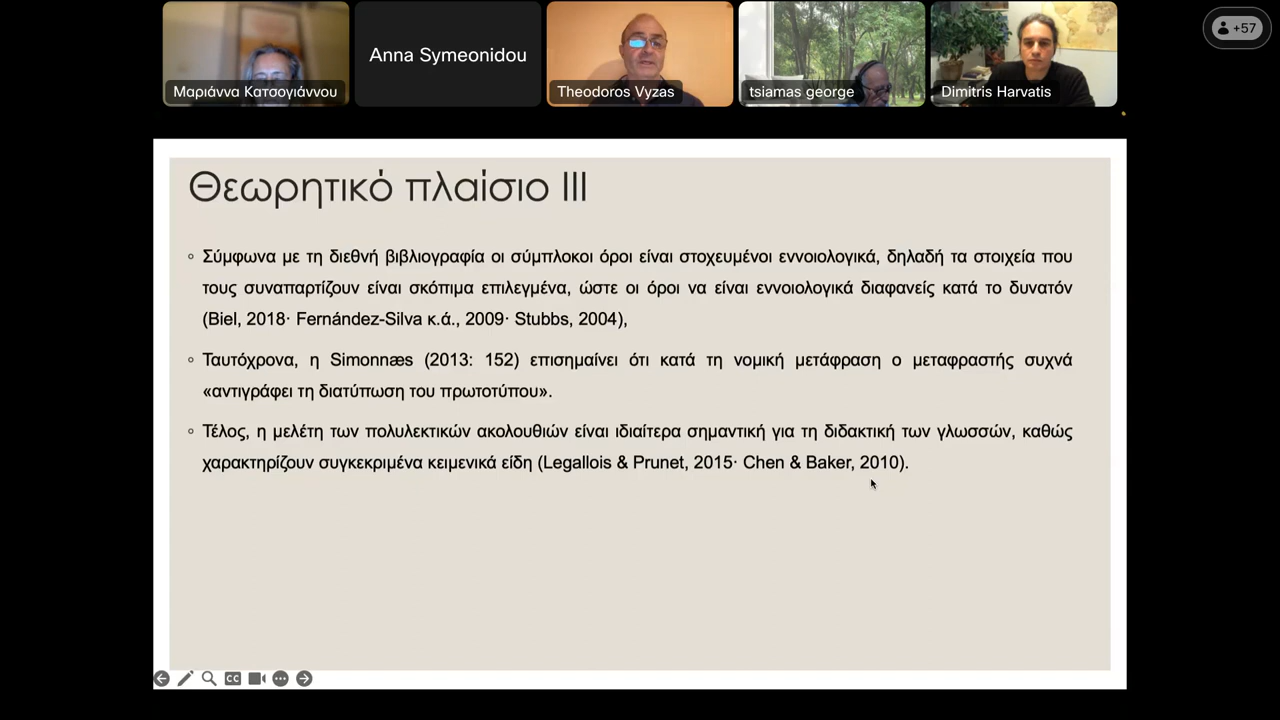 Μαριάννα Κατσογιάννου
Anna Symeonidou
Theodoros Vyzas
tsiamas george
Dimitris Harvatis
+57
Θεωρητικό πλαίσιο III
Σύμφωνα με τη διεθνή βιβλιογραφία οι σύμπλοκοι όροι είναι στοχευμένοι εννοιολογικά, δηλαδή τα στοιχεία που
τους συναπαρτίζουν είναι σκόπιμα επιλεγμένα, ώστε οι όροι να είναι εννοιολογικά διαφανείς κατά το δυνατόν
(Biel, 2018· Fernández-Silva κ.ά., 2009· Stubbs, 2004),
Ταυτόχρονα, η Simonnæs (2013: 152) επισημαίνει ότι κατά τη νομική μετάφραση ο μεταφραστής συχνά
«αντιγράφει τη διατύπωση του πρωτοτύπου».
Τέλος, η μελέτη των πολυλεκτικών ακολουθιών είναι ιδιαίτερα σημαντική για τη διδακτική των γλωσσών, καθώς
χαρακτηρίζουν συγκεκριμένα κειμενικά είδη (Legallois & Prunet, 2015· Chen & Baker, 2010).
CC